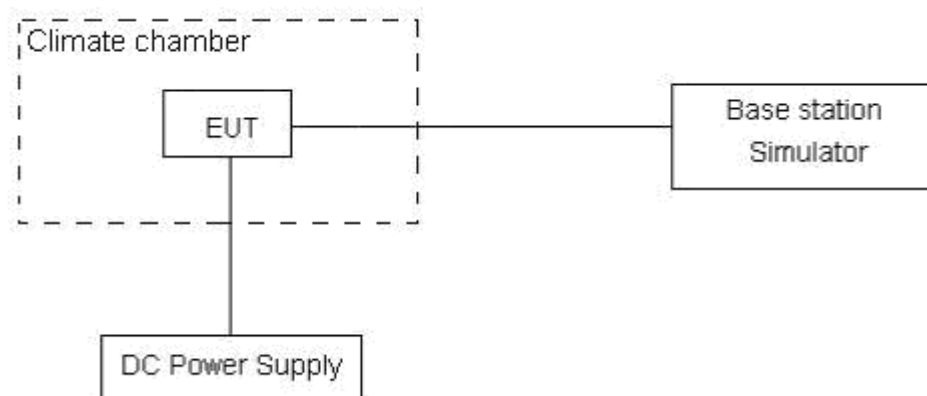 Climate chamber
EUT
Base station
Simulator
DC Power Supply